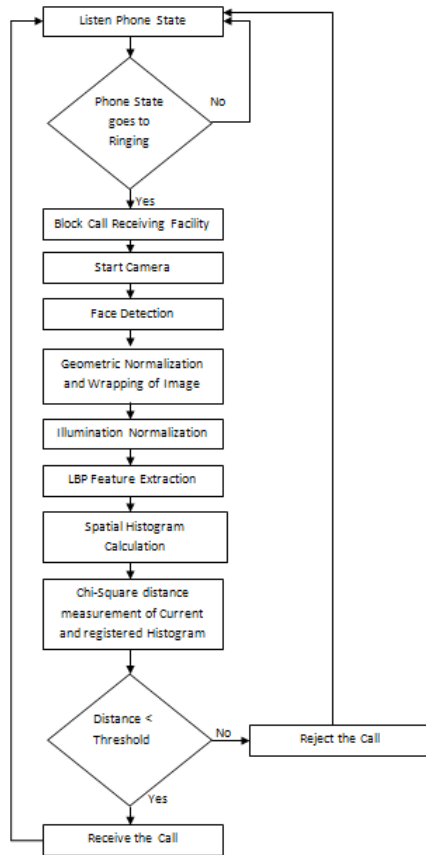 Listen Phone State
Phone State
goes to
Ringing
No
Yes
Block Call Receiving Facility
Start Camera
Face Detection
Geometric Normalization
and Wrapping of Image
Illumination Normalization
LBP Feature Extraction
Spatial Histogram
Calculation
Chi-Square distance
measurement of Current
and registered Histogram
Distance <
Threshold
No
Reject the Call
Yes
Receive the Call